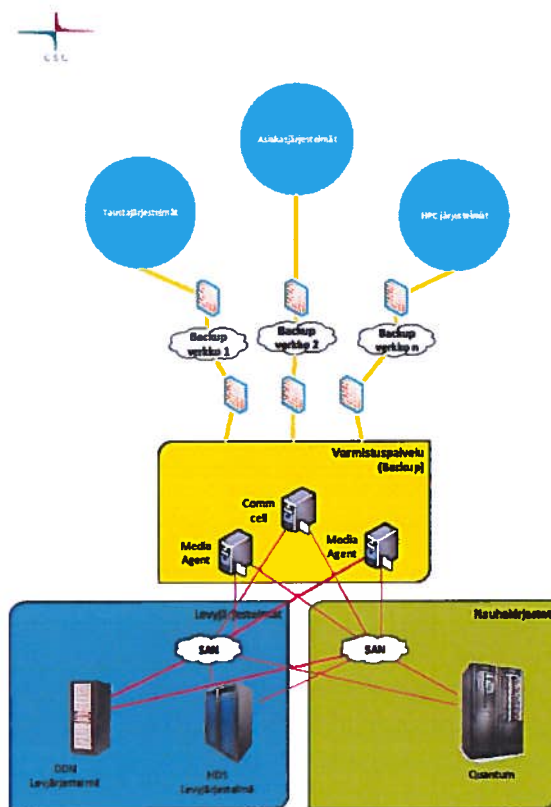 CSC
Asiakasjärjestelmät
Taustajärjestelmät
HPC järjestelmät
Backup
verkko 1
Backup
verkko 2
Backup
verkko n
Varmistuspalvelu
(Backup)
Comm
cell
Media
Agent
Media
Agent
Levyjärjestelmät
Nauhakirjastot
SAN
SAN
DDN
Levyjärjestelmä
HDS
Levyjärjestelmä
Quantum